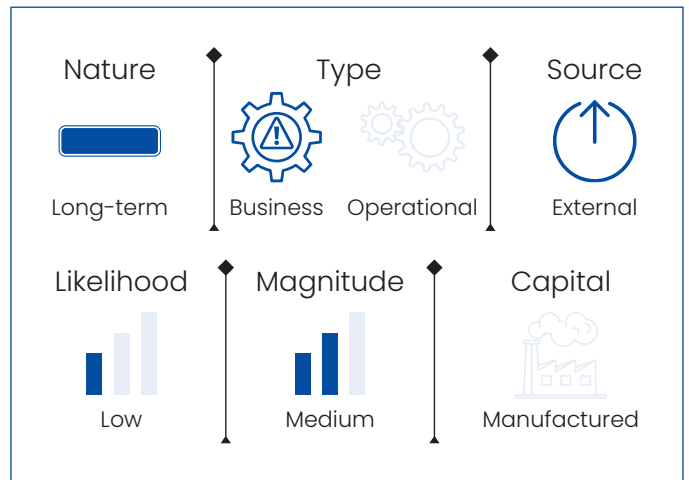 Nature
Type
Source
Long-term
Business
Operational
External
Likelihood
Magnitude
Capital
Low
Medium
Manufactured